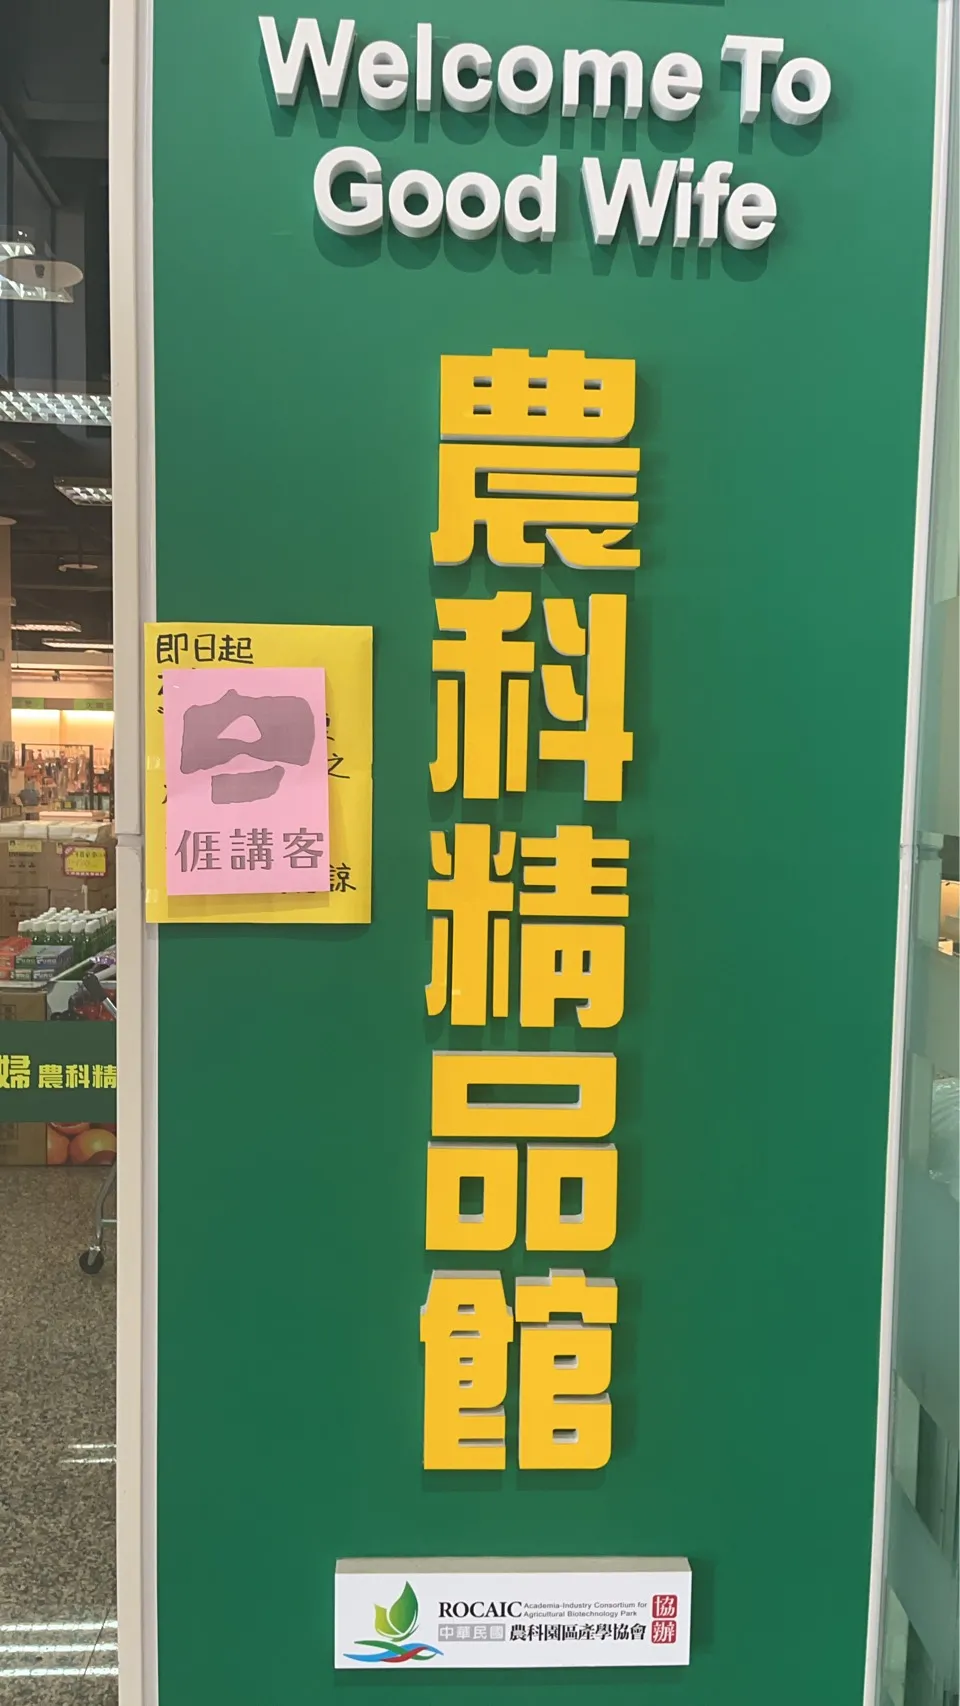 Welcome To
Good Wife
農科精品館
即日起
之
諒
𠊎講客
婦 農科精
ROCAIC Academia-Industry Consortium for
Agricultural Biotechnology Park
中華民國 農科園區產學協會
協辦